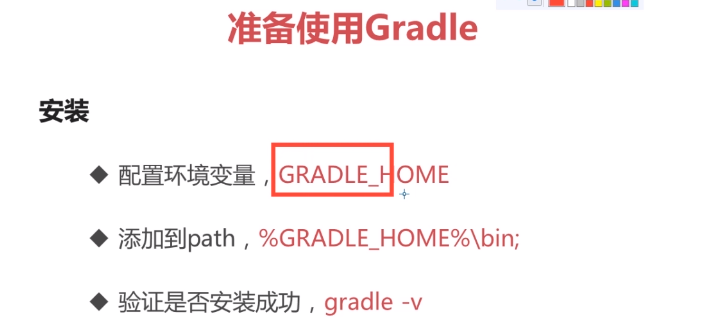 准备使用Gradle
安装
◆ 配置环境变量，GRADLE_HOME
◆ 添加到path，%GRADLE_HOME%\bin;
◆ 验证是否安装成功，gradle -v